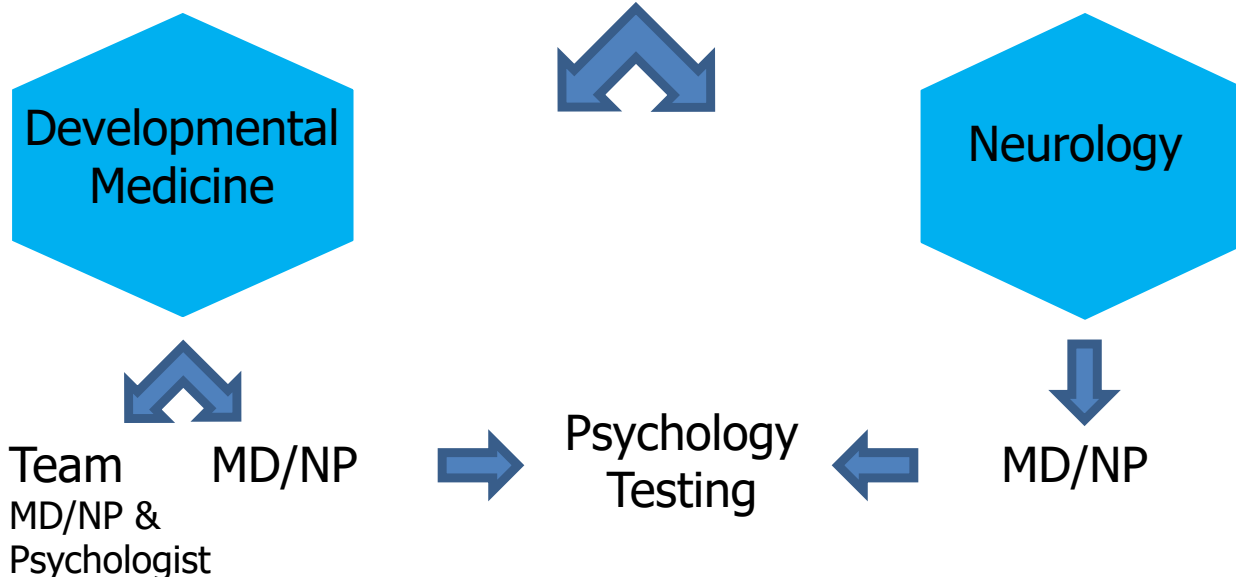 Developmental
Medicine
Neurology
Team
MD/NP &
Psychologist
MD/NP
Psychology
Testing
MD/NP